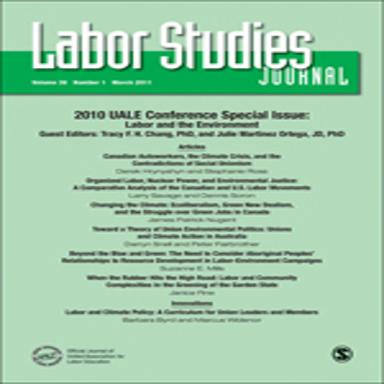 Labor Studies
JOURNAL
Volume 36 Number 1 March 2011
2010 UALE Conference Special Issue:
Labor and the Environment
Guest Editors: Tracy F. H. Chang, PhD, and Julie Martinez Ortega, JD, PhD
Articles
Canadian Autoworkers, the Climate Crisis, and the
Contradictions of Social Unionism
Derek Hrynyshyn and Stephanie Ross
Organized Labor, Nuclear Power, and Environmental Justice:
A Comparative Analysis of the Canadian and U.S. Labor Movements
Larry Savage and Dennis Soron
Changing the Climate: Ecoliberalism, Green New Dealism,
and the Struggle over Green Jobs in Canada
James Patrick Nugent
Toward a Theory of Union Environmental Politics: Unions
and Climate Action in Australia
Darryn Snell and Peter Fairbrother
Beyond the Blue and Green: The Need to Consider Aboriginal Peoples'
Relationships to Resource Development in Labor-Environment Campaigns
Suzanne E. Mills
When the Rubber Hits the High Road: Labor and Community
Complexities in the Greening of the Garden State
Janice Fine
Innovations
Labor and Climate Policy: A Curriculum for Union Leaders and Members
Barbara Byrd and Marcus Widenor
Official Journal of
United Association for
Labor Education
SAGE